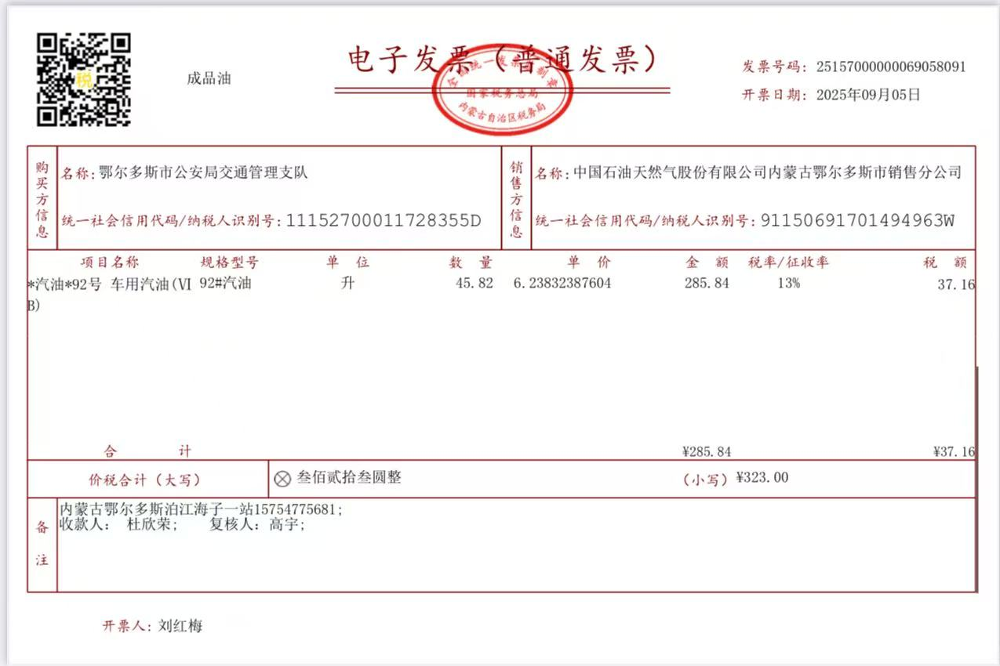 电子发票（普通发票）
成品油
发票号码：25157000000069058091
开票日期：2025年09月05日
税
全国统一发票监制章
国家税务总局
内蒙古自治区税务局
购买方信息
名称：鄂尔多斯市公安局交通管理支队
统一社会信用代码/纳税人识别号：11152700011728355D
销售方信息
名称：中国石油天然气股份有限公司内蒙古鄂尔多斯市销售分公司
统一社会信用代码/纳税人识别号：91150691701494963W
项目名称 规格型号 单位 数量 单价 金额 税率/征收率 税额
*汽油*92号 车用汽油(VI 92#汽油 升 45.82 6.23832387604 285.84 13% 37.16
B)
合计 ¥285.84 ¥37.16
价税合计（大写） 叁佰贰拾叁圆整 （小写）¥323.00
备注
内蒙古鄂尔多斯泊江海子一站15754775681;
收款人： 杜欣荣; 复核人：高宇;
开票人：刘红梅